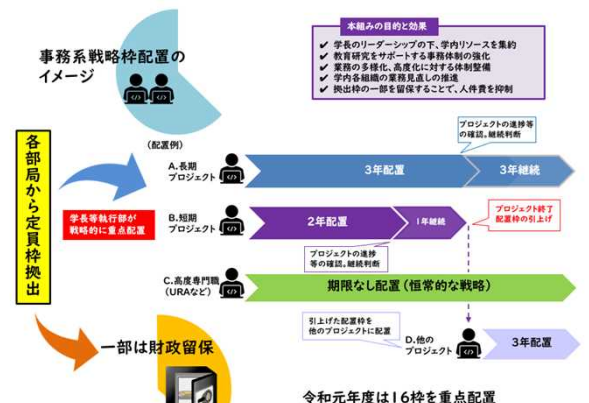 事務系戦略枠配置の
イメージ
本組みの目的と効果
✔ 学長のリーダーシップの下、学内リソースを集約
✔ 教育研究をサポートする事務体制の強化
✔ 業務の多様化、高度化に対する体制整備
✔ 学内各組織の業務見直しの推進
✔ 拠出枠の一部を留保することで、人件費を抑制
各部局から定員枠拠出
学長等執行部が
戦略的に重点配置
(配置例)
A.長期
プロジェクト
3年配置
3年継続
プロジェクトの進捗等
の確認。継続判断
B.短期
プロジェクト
2年配置
1年継続
プロジェクト終了
配置枠の引上げ
プロジェクトの進捗
等の確認。継続判断
C.高度専門職
(URAなど)
期限なし配置(恒常的な戦略)
引上げた配置枠を
他のプロジェクトに配置
D.他の
プロジェクト
3年配置
一部は財政留保
令和元年度は16枠を重点配置